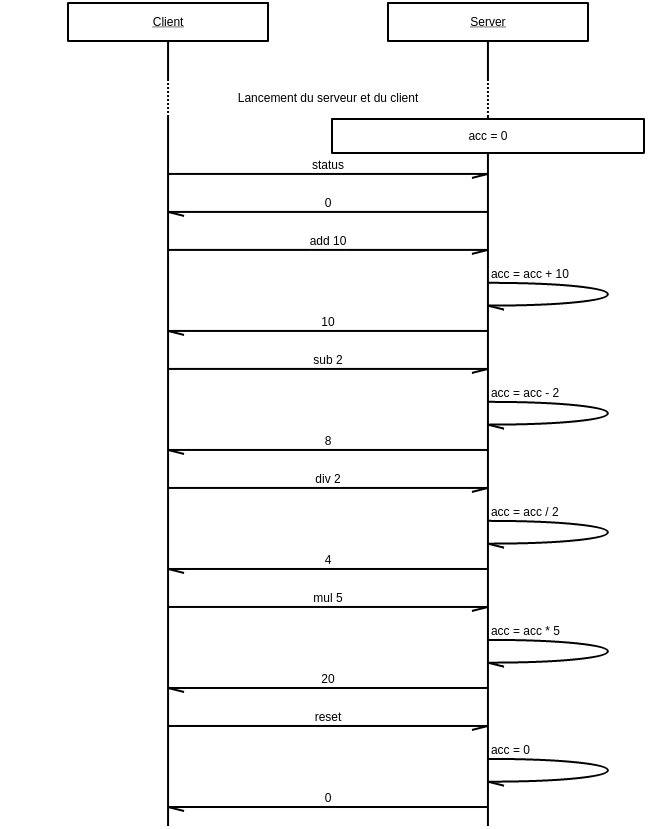 Client
Server
Lancement du serveur et du client
acc = 0
status
0
add 10
acc = acc + 10
10
sub 2
acc = acc - 2
8
div 2
acc = acc / 2
4
mul 5
acc = acc * 5
20
reset
acc = 0
0